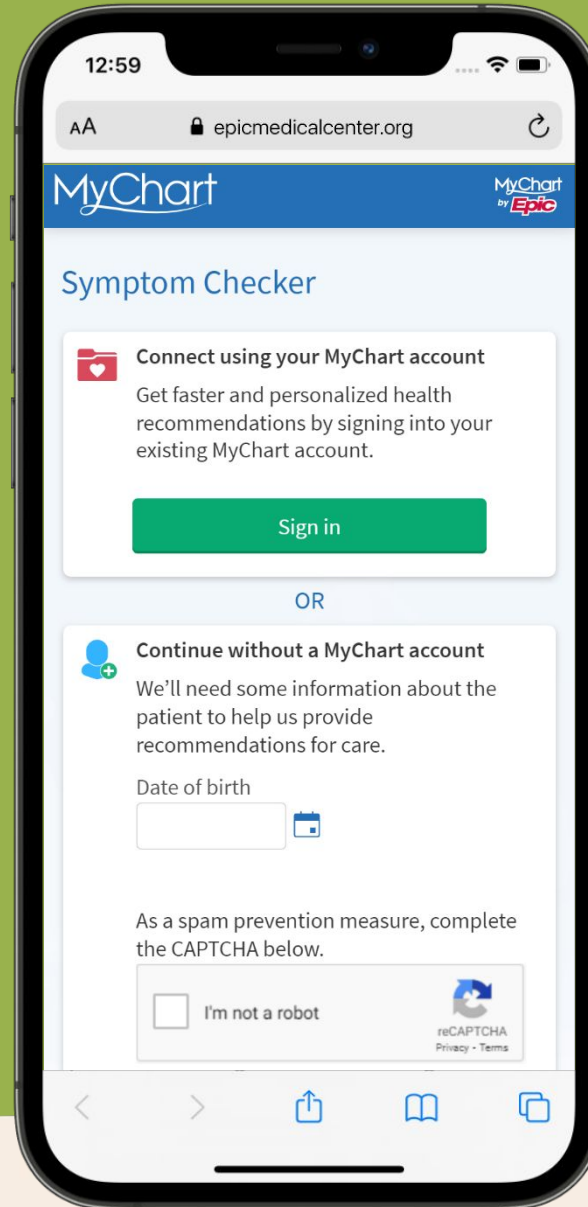 12:59
AA
epicmedicalcenter.org
MyChart
MyChart
by Epic
Symptom Checker
Connect using your MyChart account
Get faster and personalized health
recommendations by signing into your
existing MyChart account.
Sign in
OR
Continue without a MyChart account
We'll need some information about the
patient to help us provide
recommendations for care.
Date of birth
As a spam prevention measure, complete
the CAPTCHA below.
I'm not a robot
reCAPTCHA
Privacy - Terms